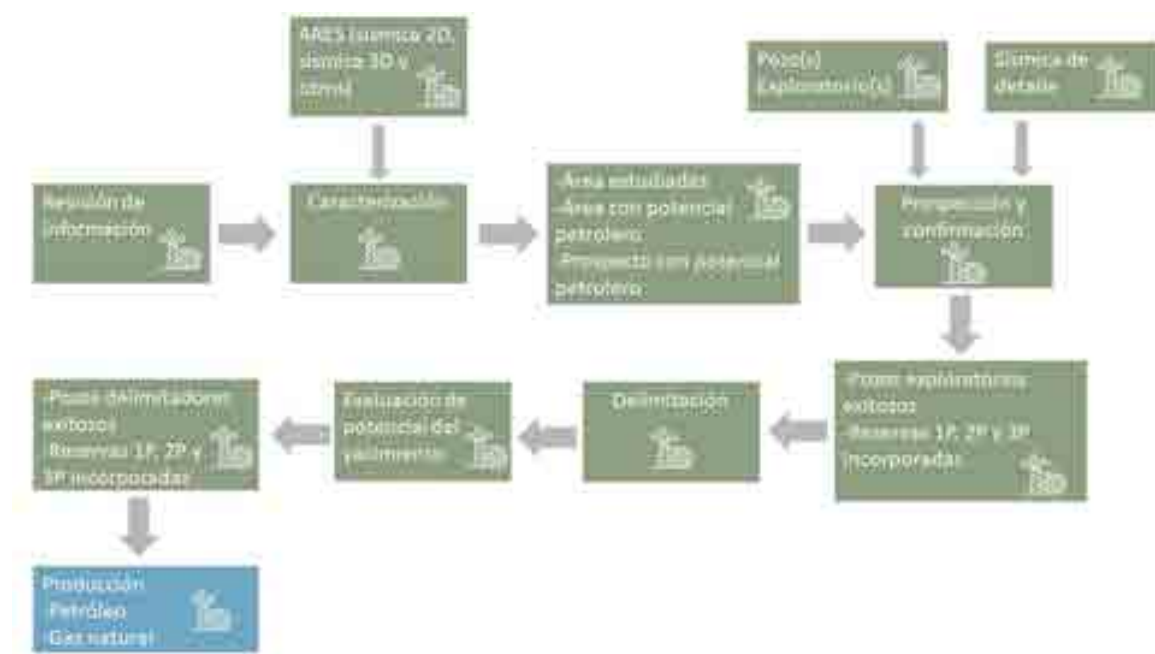 ARES (sísmica 2D,
sísmica 3D y
otros)
Pozo(s)
Exploratorio(s)
Sísmica de
detalle
Revisión de
información
Caracterización
-Área estudiadas
-Área con potencial
petrolero
-Prospecto con potencial
petrolero
Prospección y
confirmación
-Pozos exploratorios
exitosos
-Reservas 1P, 2P y 3P
incorporadas
Delimitación
Evaluación de
potencial del
yacimiento
-Pozos delimitadores
exitosos
-Reservas 1P, 2P y
3P incorporadas
Producción
-Petróleo
-Gas natural